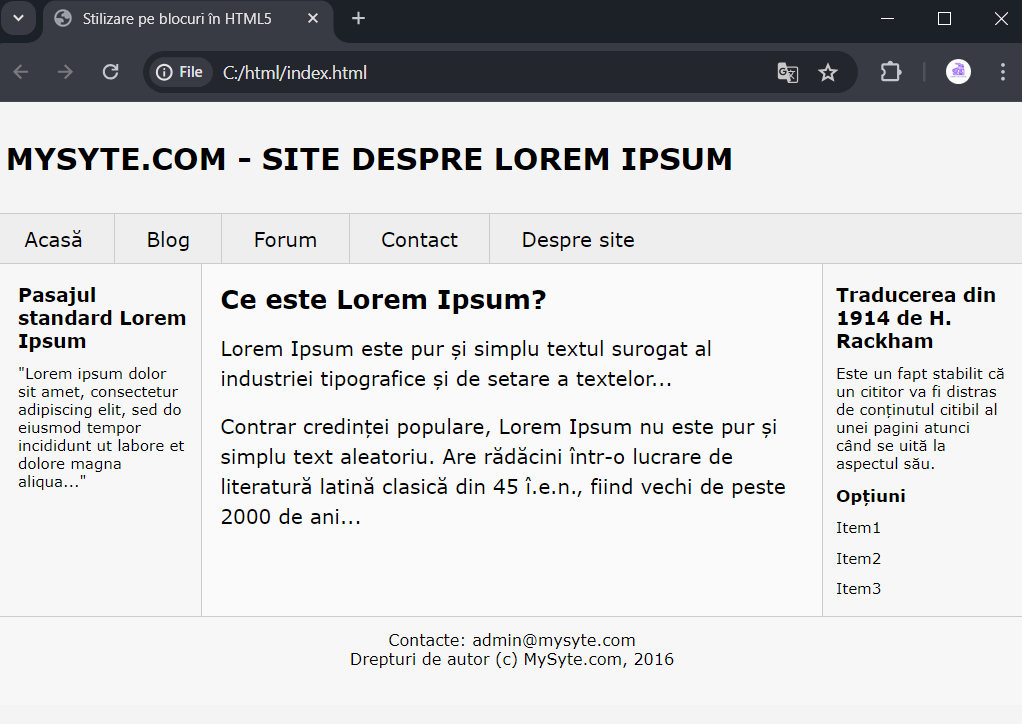 Stilizare pe blocuri în HTML5
File C:/html/index.html
MYSYTE.COM - SITE DESPRE LOREM IPSUM
Acasă Blog Forum Contact Despre site
Pasajul
standard Lorem
Ipsum
"Lorem ipsum dolor
sit amet, consectetur
adipiscing elit, sed do
eiusmod tempor
incididunt ut labore et
dolore magna
aliqua..."
Ce este Lorem Ipsum?
Lorem Ipsum este pur și simplu textul surogat al
industriei tipografice și de setare a textelor...
Contrar credinței populare, Lorem Ipsum nu este pur și
simplu text aleatoriu. Are rădăcini într-o lucrare de
literatură latină clasică din 45 î.e.n., fiind vechi de peste
2000 de ani...
Traducerea din
1914 de H.
Rackham
Este un fapt stabilit că
un cititor va fi distras
de conținutul citibil al
unei pagini atunci
când se uită la
aspectul său.
Opțiuni
Item1
Item2
Item3
Contacte: admin@mysyte.com
Drepturi de autor (c) MySyte.com, 2016